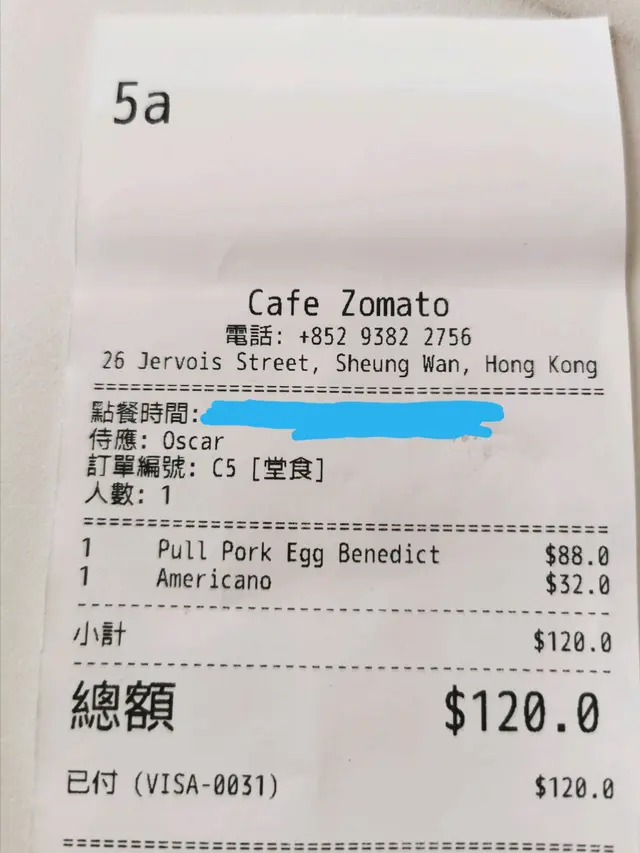 5a
Cafe Zomato
電話: +852 9382 2756
26 Jervois Street, Sheung Wan, Hong Kong
點餐時間:
侍應: Oscar
訂單編號: C5 [堂食]
人數: 1
1 Pull Pork Egg Benedict $88.0
1 Americano $32.0
小計 $120.0
總額 $120.0
已付 (VISA-0031) $120.0